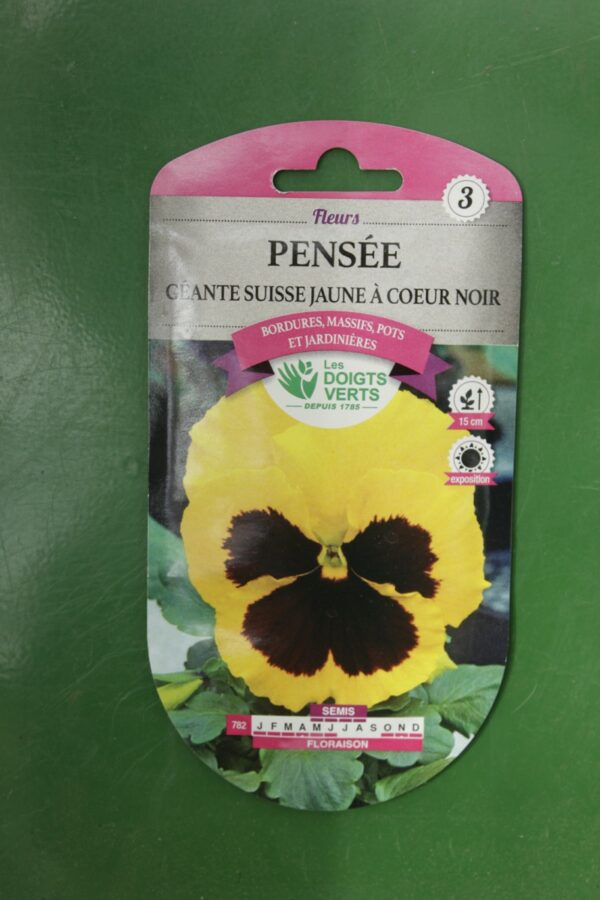 3
Fleurs
PENSÉE
GÉANTE SUISSE JAUNE À COEUR NOIR
BORDURES, MASSIFS, POTS
ET JARDINIÈRES
Les
DOIGTS
VERTS
DEPUIS 1785
15 cm
exposition
SEMIS
782 J F M A M J J A S O N D
FLORAISON